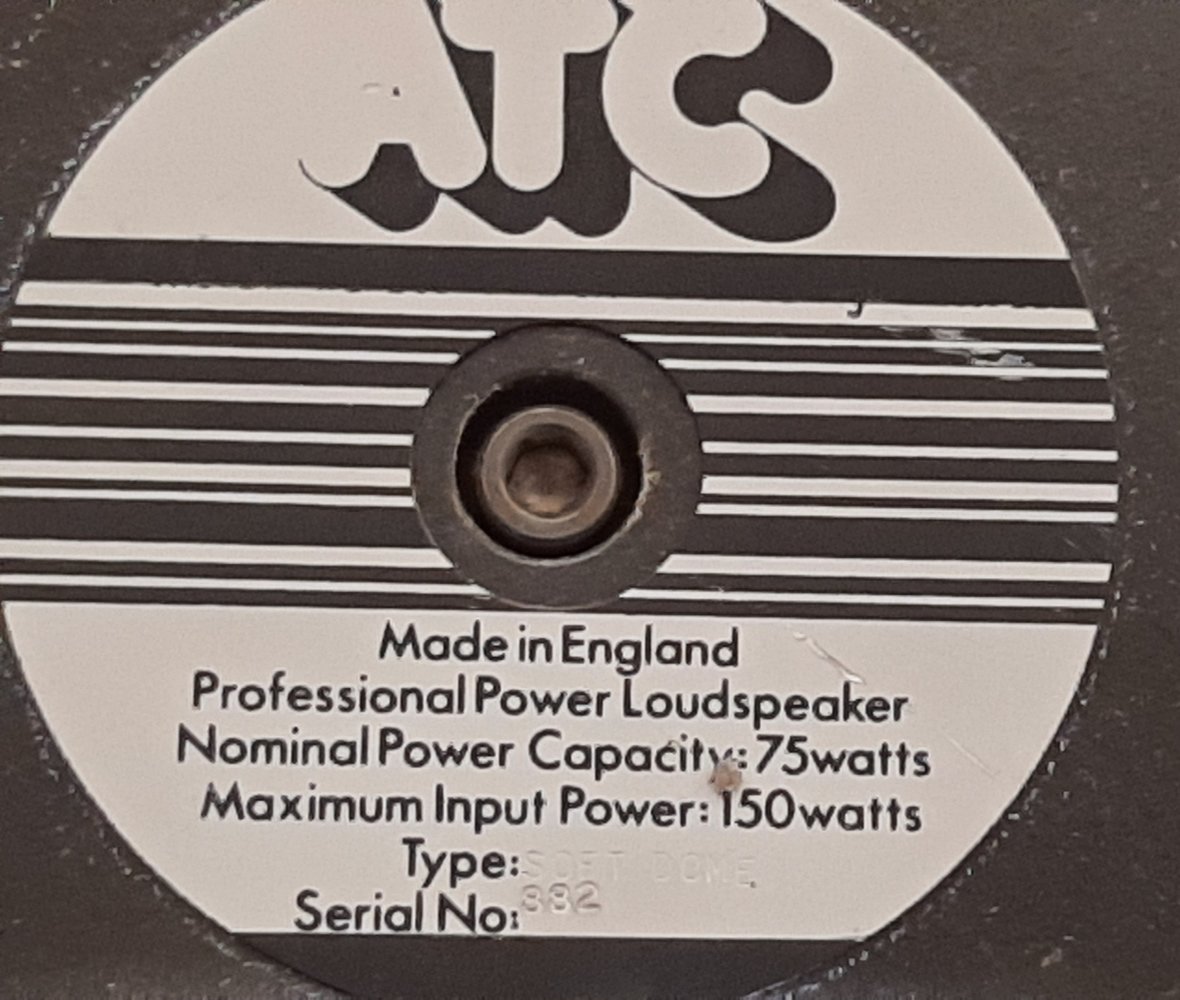 ATC
Made in England
Professional Power Loudspeaker
Nominal Power Capacity: 75watts
Maximum Input Power: 150watts
Type: SOFT DOME
Serial No: 882